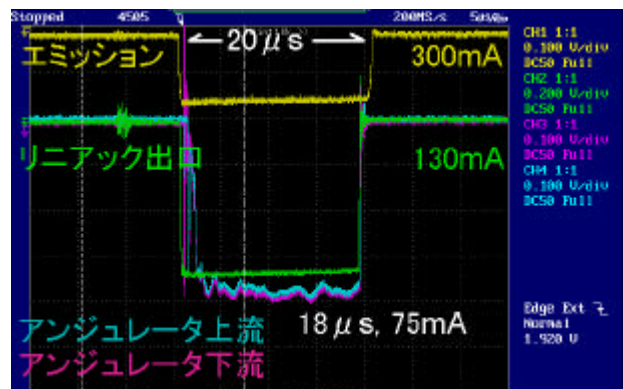 Stopped 4505 200MS/s
←20μs→
エミッション 300mA
リニアック出口 130mA
18μs, 75mA
アンジュレータ上流
アンジュレータ下流
CH1 1:1
0.100 V/div
DC50 Full
CH2 1:1
0.200 V/div
DC50 Full
CH3 1:1
0.100 V/div
DC50 Full
CH4 1:1
0.100 V/div
DC50 Full
Edge Ext
Normal
1.920 V